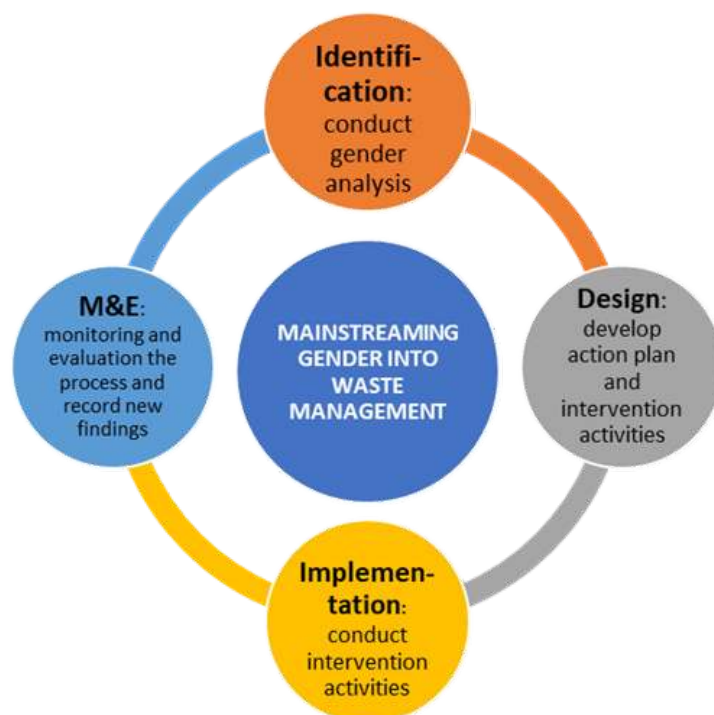 Identifi-
cation:
conduct
gender
analysis
M&E:
monitoring and
evaluation the
process and
record new
findings
MAINSTREAMING
GENDER INTO
WASTE
MANAGEMENT
Design:
develop
action plan
and
intervention
activities
Implemen-
tation:
conduct
intervention
activities